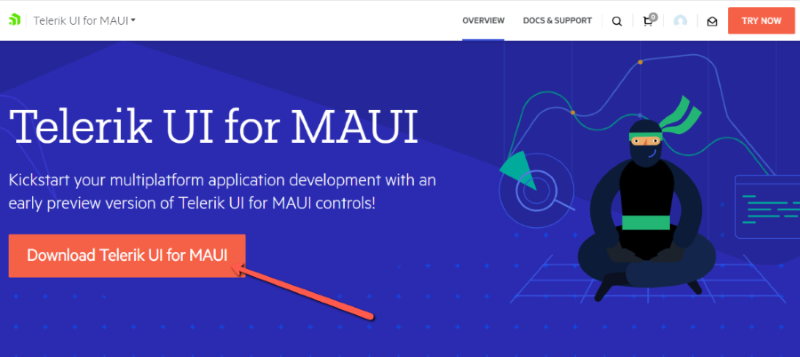 Telerik UI for MAUI
OVERVIEW
DOCS & SUPPORT
0
TRY NOW
Telerik UI for MAUI
Kickstart your multiplatform application development with an
early preview version of Telerik UI for MAUI controls!
Download Telerik UI for MAUI